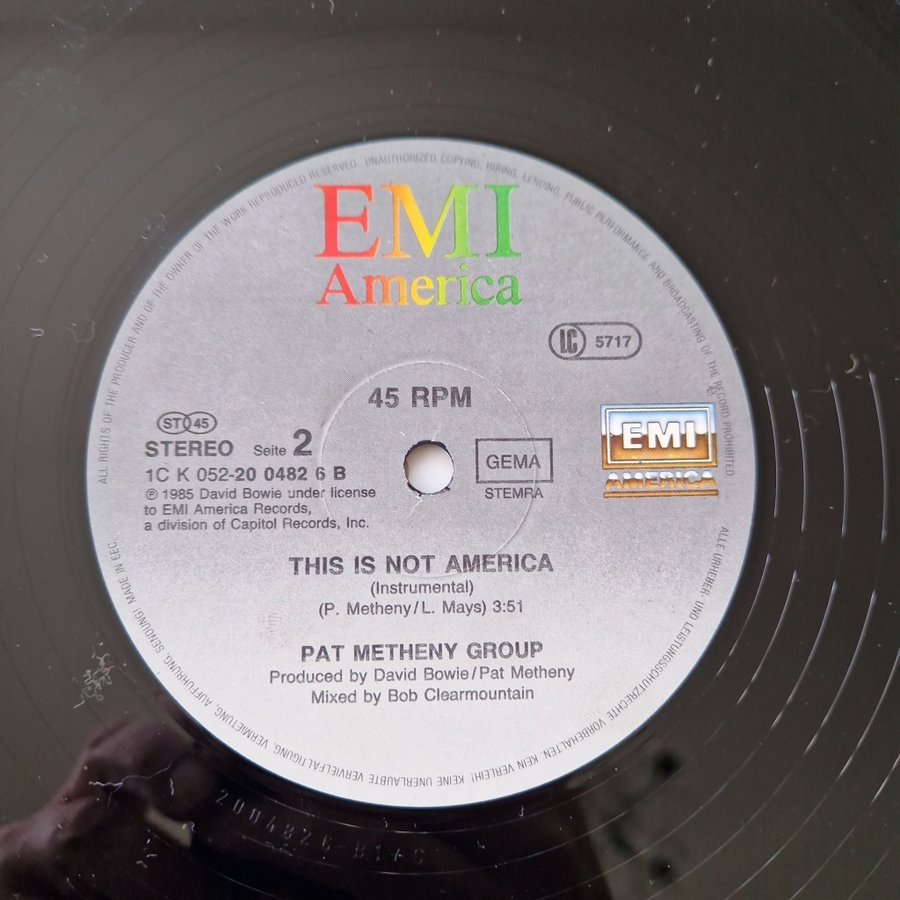 ALL RIGHTS OF THE PRODUCER AND OF THE OWNER OF THE WORK REPRODUCED RESERVED. UNAUTHORIZED COPYING, HIRING, LENDING, PUBLIC PERFORMANCE AND BROADCASTING OF THE RECORD PROHIBITED
EMI
America
LC 5717
45 RPM
ST 45
STEREO Seite 2
1C K 052-20 0482 6 B
℗ 1985 David Bowie under license
to EMI America Records,
a division of Capitol Records, Inc.
GEMA
STEMRA
EMI
AMERICA
THIS IS NOT AMERICA
(Instrumental)
(P. Metheny/L. Mays) 3:51
PAT METHENY GROUP
Produced by David Bowie/Pat Metheny
Mixed by Bob Clearmountain
ALLE URHEBER- UND LEISTUNGSSCHUTZRECHTE VORBEHALTEN. KEIN VERLEIH! KEINE UNERLAUBTE VERVIELFÄLTIGUNG, VERMIETUNG, AUFFÜHRUNG, SENDUNG! MADE IN EEC.